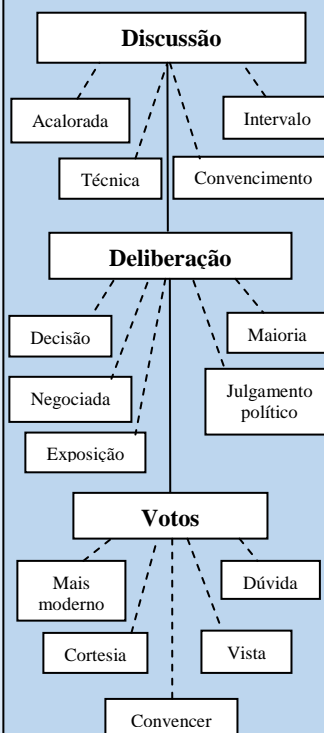 Discussão
Acalorada
Intervalo
Técnica
Convencimento
Deliberação
Decisão
Maioria
Negociada
Julgamento
político
Exposição
Votos
Mais
moderno
Dúvida
Cortesia
Vista
Convencer